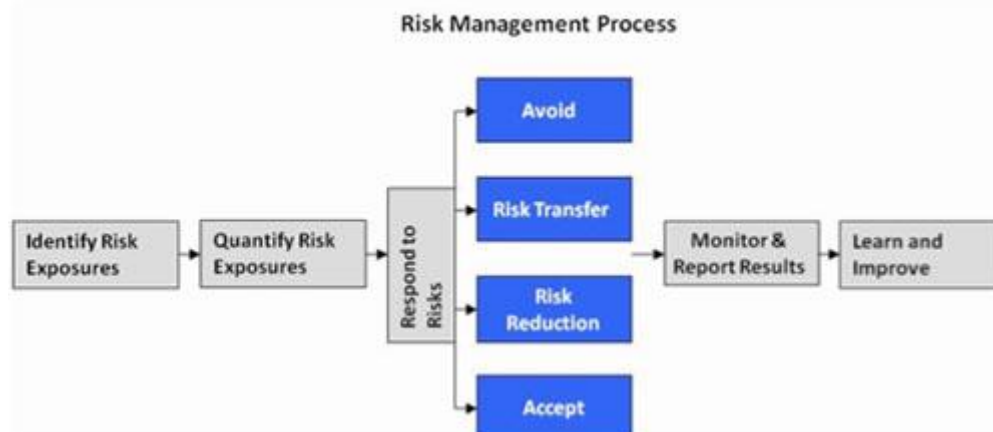 Risk Management Process
Identify Risk
Exposures
Quantify Risk
Exposures
Respond to
Risks
Avoid
Risk Transfer
Risk
Reduction
Accept
Monitor &
Report Results
Learn and
Improve